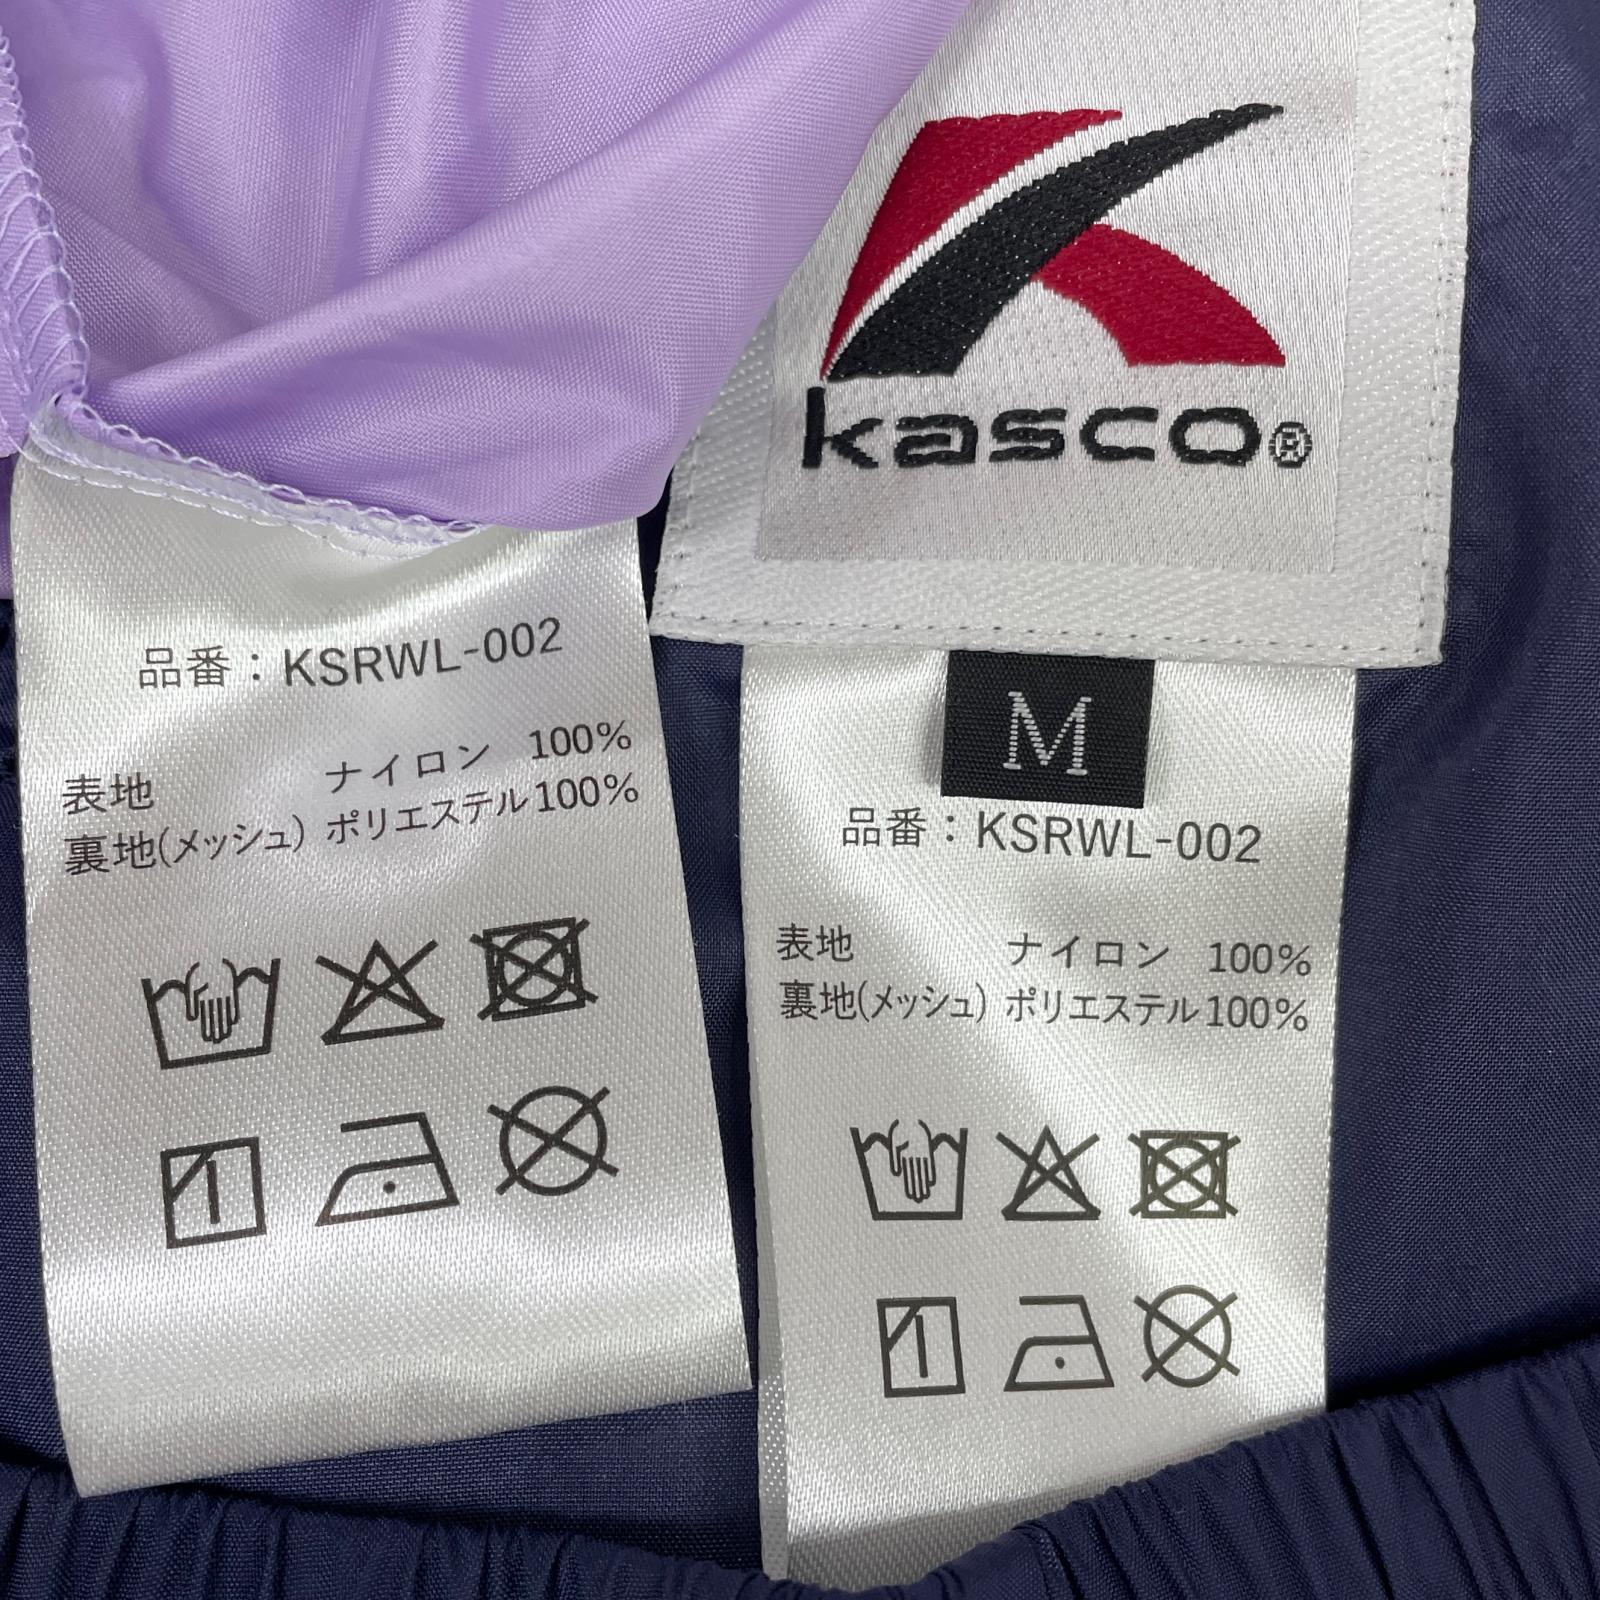 kasco®
M
品番：KSRWL-002
表地 ナイロン 100%
裏地(メッシュ) ポリエステル100%
品番：KSRWL-002
表地 ナイロン 100%
裏地(メッシュ) ポリエステル100%